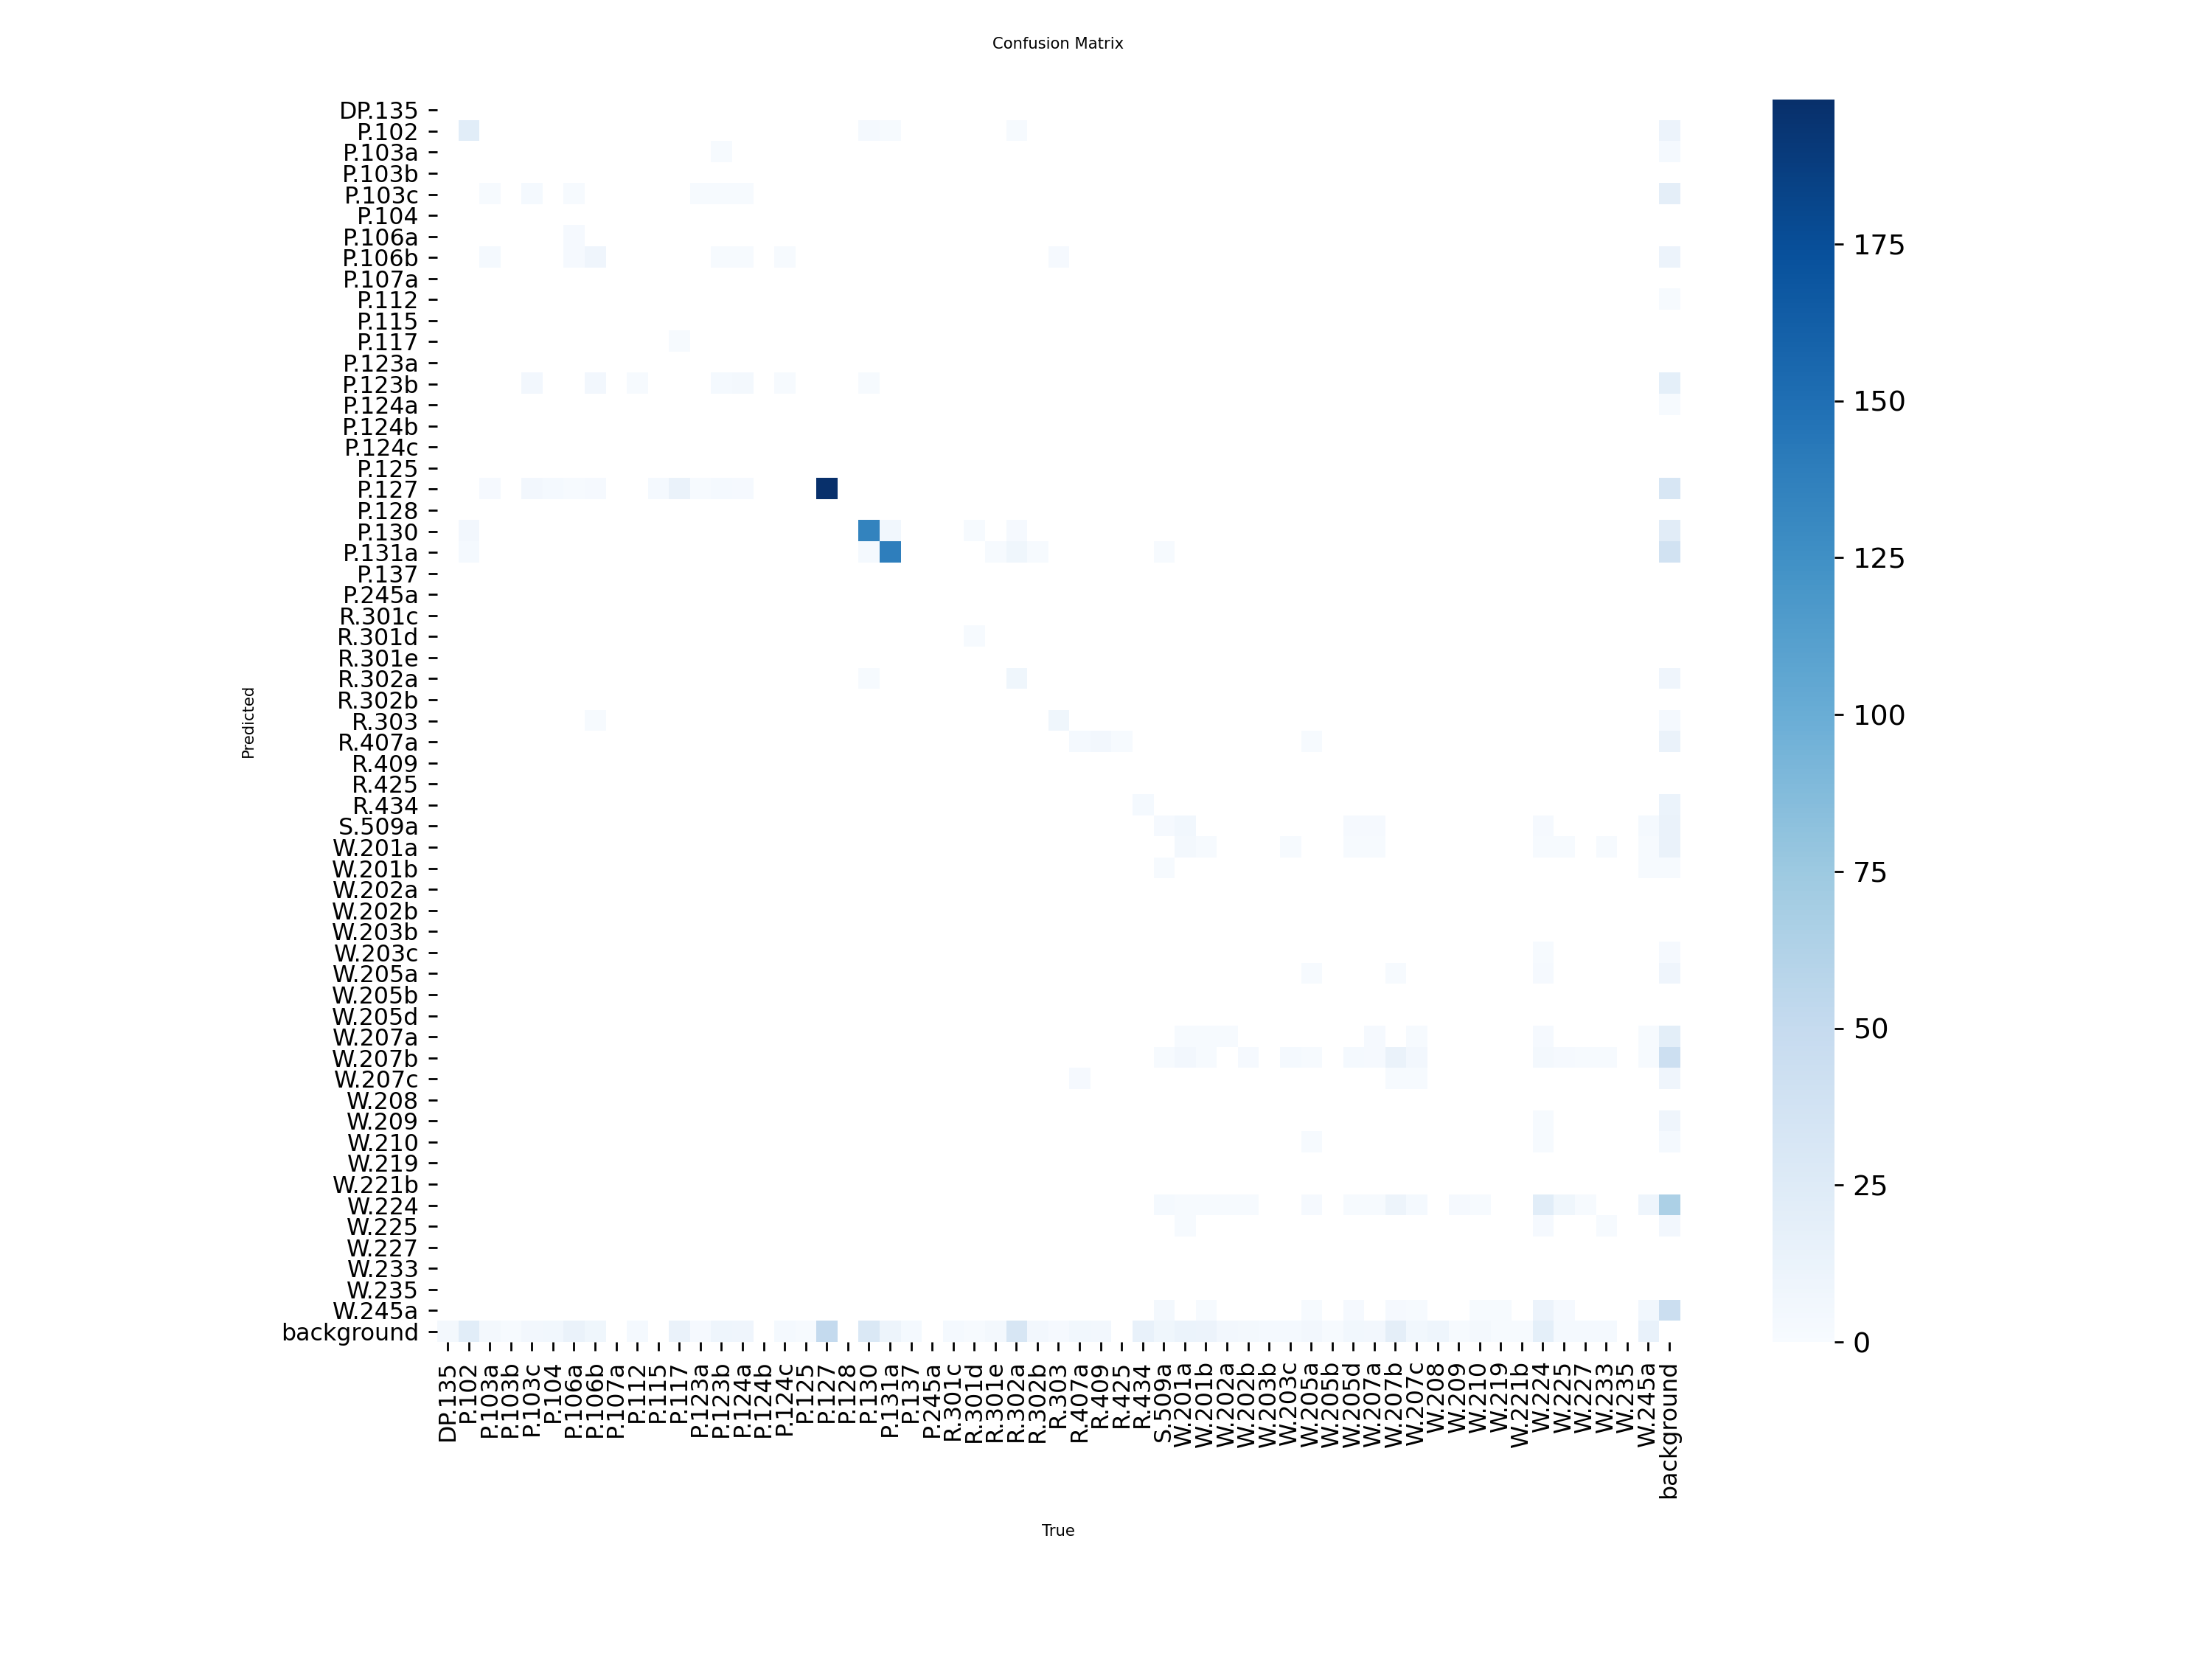 Confusion Matrix
DP.135
P.102
P.103a
P.103b
P.103c
P.104
P.106a
P.106b
P.107a
P.112
P.115
P.117
P.123a
P.123b
P.124a
P.124b
P.124c
P.125
P.127
P.128
P.130
P.131a
P.137
P.245a
R.301c
R.301d
R.301e
R.302a
R.302b
R.303
R.407a
R.409
R.425
R.434
S.509a
W.201a
W.201b
W.202a
W.202b
W.203b
W.203c
W.205a
W.205b
W.205d
W.207a
W.207b
W.207c
W.208
W.209
W.210
W.219
W.221b
W.224
W.225
W.227
W.233
W.235
W.245a
background
Predicted
DP.135
P.102
P.103a
P.103b
P.103c
P.104
P.106a
P.106b
P.107a
P.112
P.115
P.117
P.123a
P.123b
P.124a
P.124b
P.124c
P.125
P.127
P.128
P.130
P.131a
P.137
P.245a
R.301c
R.301d
R.301e
R.302a
R.302b
R.303
R.407a
R.409
R.425
R.434
S.509a
W.201a
W.201b
W.202a
W.202b
W.203b
W.203c
W.205a
W.205b
W.205d
W.207a
W.207b
W.207c
W.208
W.209
W.210
W.219
W.221b
W.224
W.225
W.227
W.233
W.235
W.245a
background
True
175
150
125
100
75
50
25
0